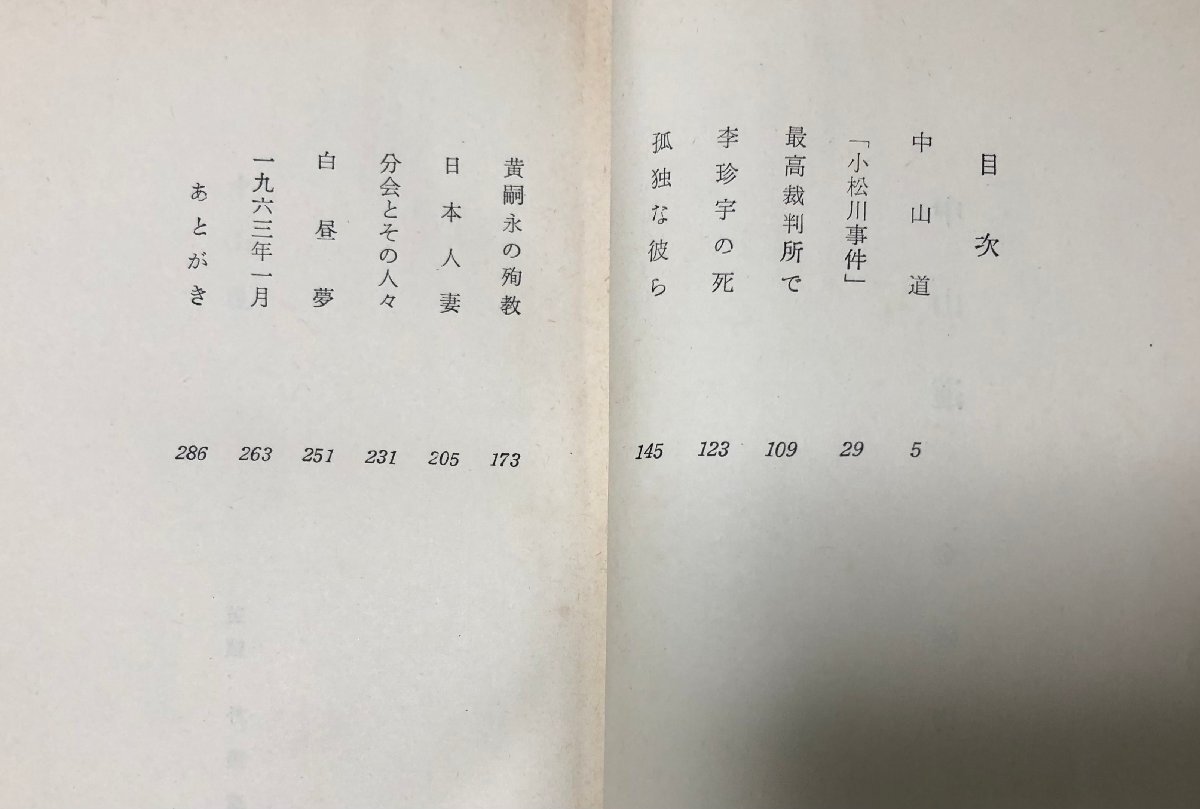 目次
中山道 5
「小松川事件」 29
最高裁判所で 109
李珍宇の死 123
孤独な彼ら 145
黄嗣永の殉教 173
日本人妻 205
分会とその人々 231
白昼夢 251
一九六三年一月 263
あとがき 286